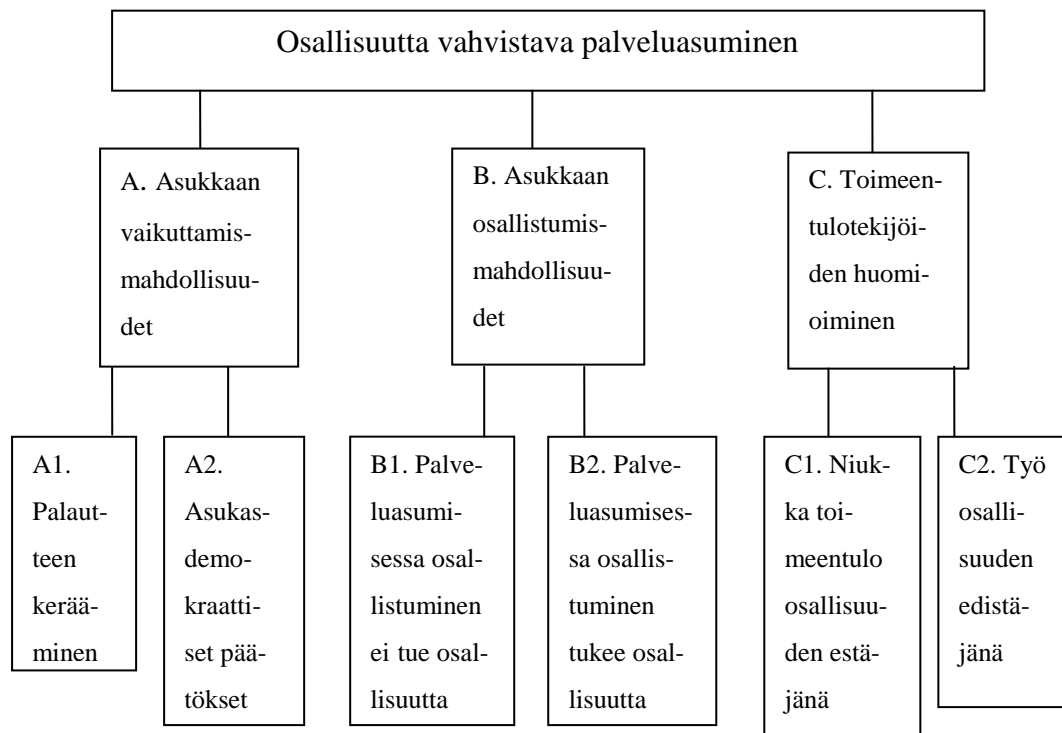 Osallisuutta vahvistava palveluasuminen
A. Asukkaan
vaikuttamis-
mahdollisuu-
det
B. Asukkaan
osallistumis-
mahdollisuu-
det
C. Toimeen-
tulotekijöi-
den huomi-
oiminen
A1.
Palaut-
teen
kerää-
minen
A2.
Asukas-
demo-
kraatti-
set pää-
tökset
B1. Palve-
luasumi-
sessa osal-
listuminen
ei tue osal-
lisuutta
B2. Palve-
luasumises-
sa osallis-
tuminen
tukee osal-
lisuutta
C1. Niuk-
ka toi-
meentulo
osallisuu-
den estä-
jänä
C2. Työ
osalli-
suuden
edistä-
jänä